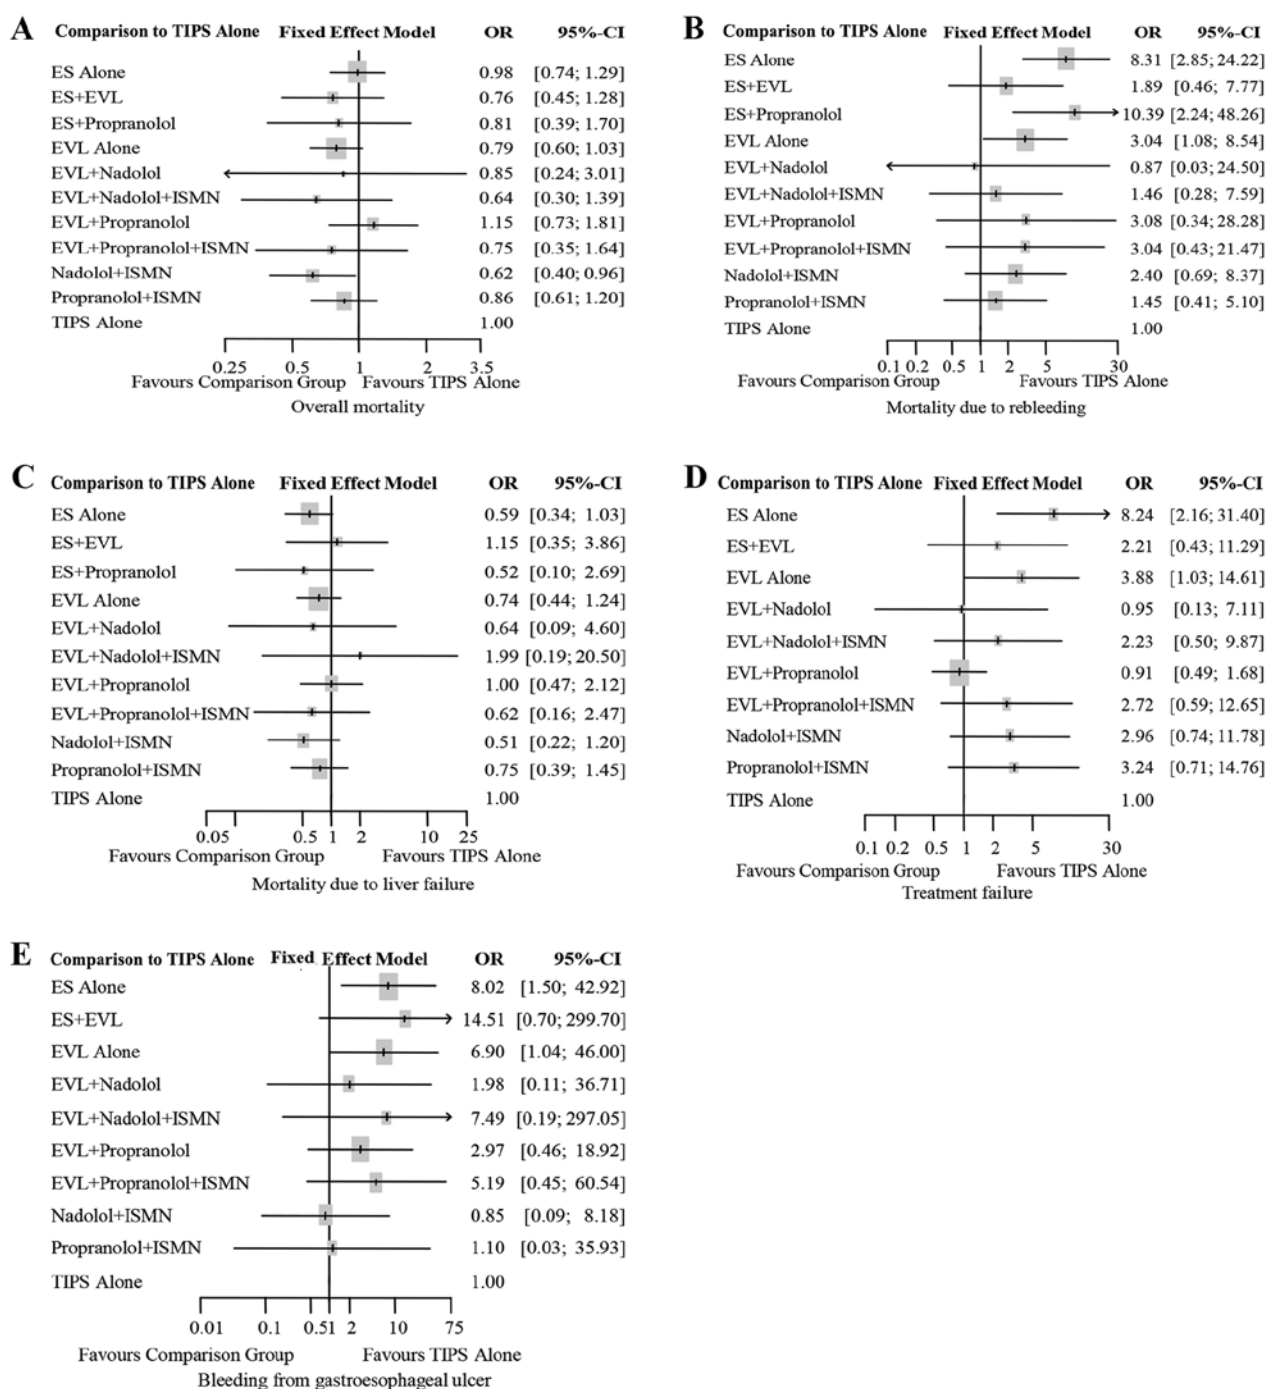 A Comparison to TIPS Alone Fixed Effect Model OR 95%-CI
ES Alone 0.98 [0.74; 1.29]
ES+EVL 0.76 [0.45; 1.28]
ES+Propranolol 0.81 [0.39; 1.70]
EVL Alone 0.79 [0.60; 1.03]
EVL+Nadolol 0.85 [0.24; 3.01]
EVL+Nadolol+ISMN 0.64 [0.30; 1.39]
EVL+Propranolol 1.15 [0.73; 1.81]
EVL+Propranolol+ISMN 0.75 [0.35; 1.64]
Nadolol+ISMN 0.62 [0.40; 0.96]
Propranolol+ISMN 0.86 [0.61; 1.20]
TIPS Alone 1.00
0.25 0.5 1 2 3.5
Favours Comparison Group Favours TIPS Alone
Overall mortality
B Comparison to TIPS Alone Fixed Effect Model OR 95%-CI
ES Alone 8.31 [2.85; 24.22]
ES+EVL 1.89 [0.46; 7.77]
ES+Propranolol 10.39 [2.24; 48.26]
EVL Alone 3.04 [1.08; 8.54]
EVL+Nadolol 0.87 [0.03; 24.50]
EVL+Nadolol+ISMN 1.46 [0.28; 7.59]
EVL+Propranolol 3.08 [0.34; 28.28]
EVL+Propranolol+ISMN 3.04 [0.43; 21.47]
Nadolol+ISMN 2.40 [0.69; 8.37]
Propranolol+ISMN 1.45 [0.41; 5.10]
TIPS Alone 1.00
0.1 0.2 0.5 1 2 5 30
Favours Comparison Group Favours TIPS Alone
Mortality due to rebleeding
C Comparison to TIPS Alone Fixed Effect Model OR 95%-CI
ES Alone 0.59 [0.34; 1.03]
ES+EVL 1.15 [0.35; 3.86]
ES+Propranolol 0.52 [0.10; 2.69]
EVL Alone 0.74 [0.44; 1.24]
EVL+Nadolol 0.64 [0.09; 4.60]
EVL+Nadolol+ISMN 1.99 [0.19; 20.50]
EVL+Propranolol 1.00 [0.47; 2.12]
EVL+Propranolol+ISMN 0.62 [0.16; 2.47]
Nadolol+ISMN 0.51 [0.22; 1.20]
Propranolol+ISMN 0.75 [0.39; 1.45]
TIPS Alone 1.00
0.05 0.5 1 2 10 25
Favours Comparison Group Favours TIPS Alone
Mortality due to liver failure
D Comparison to TIPS Alone Fixed Effect Model OR 95%-CI
ES Alone 8.24 [2.16; 31.40]
ES+EVL 2.21 [0.43; 11.29]
EVL Alone 3.88 [1.03; 14.61]
EVL+Nadolol 0.95 [0.13; 7.11]
EVL+Nadolol+ISMN 2.23 [0.50; 9.87]
EVL+Propranolol 0.91 [0.49; 1.68]
EVL+Propranolol+ISMN 2.72 [0.59; 12.65]
Nadolol+ISMN 2.96 [0.74; 11.78]
Propranolol+ISMN 3.24 [0.71; 14.76]
TIPS Alone 1.00
0.1 0.2 0.5 1 2 5 30
Favours Comparison Group Favours TIPS Alone
Treatment failure
E Comparison to TIPS Alone Fixed Effect Model OR 95%-CI
ES Alone 8.02 [1.50; 42.92]
ES+EVL 14.51 [0.70; 299.70]
EVL Alone 6.90 [1.04; 46.00]
EVL+Nadolol 1.98 [0.11; 36.71]
EVL+Nadolol+ISMN 7.49 [0.19; 297.05]
EVL+Propranolol 2.97 [0.46; 18.92]
EVL+Propranolol+ISMN 5.19 [0.45; 60.54]
Nadolol+ISMN 0.85 [0.09; 8.18]
Propranolol+ISMN 1.10 [0.03; 35.93]
TIPS Alone 1.00
0.01 0.1 0.51 2 10 75
Favours Comparison Group Favours TIPS Alone
Bleeding from gastroesophageal ulcer